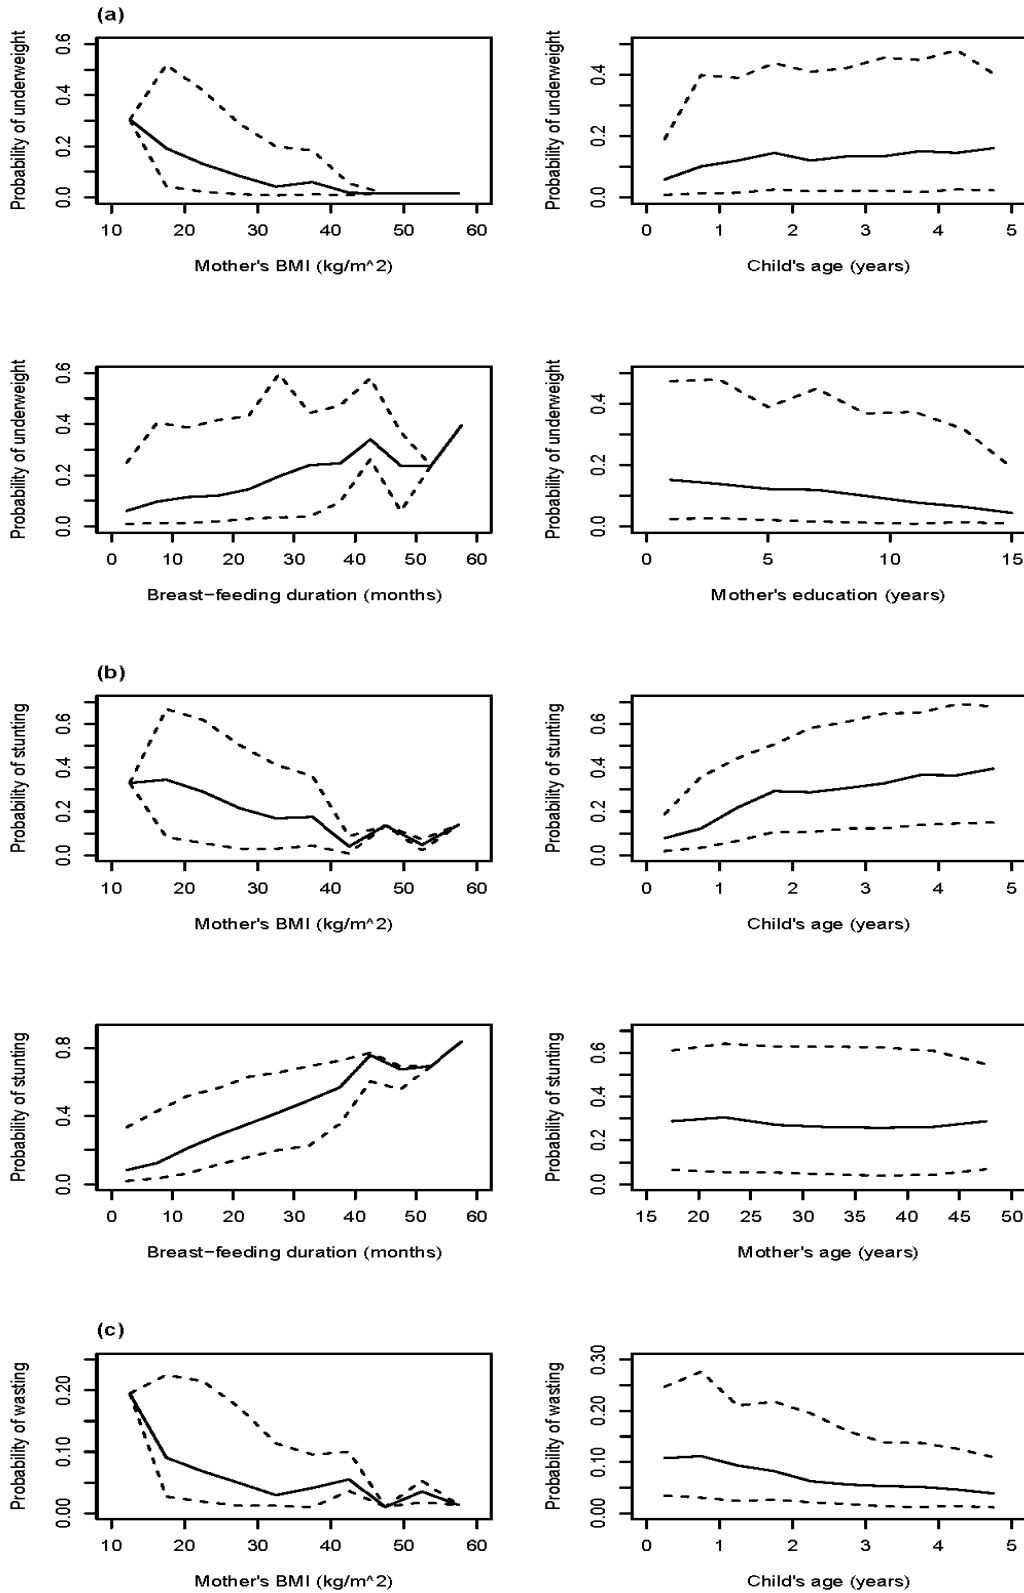 (a)
Probability of underweight
0.0 0.2 0.4 0.6
10 20 30 40 50 60
Mother's BMI (kg/m^2)
Probability of underweight
0.0 0.2 0.4
0 1 2 3 4 5
Child's age (years)
Probability of underweight
0.0 0.2 0.4 0.6
0 10 20 30 40 50 60
Breast-feeding duration (months)
Probability of underweight
0.0 0.2 0.4
0 5 10 15
Mother's education (years)
(b)
Probability of stunting
0.0 0.2 0.4 0.6
10 20 30 40 50 60
Mother's BMI (kg/m^2)
Probability of stunting
0.0 0.2 0.4 0.6
0 1 2 3 4 5
Child's age (years)
Probability of stunting
0.0 0.4 0.8
0 10 20 30 40 50 60
Breast-feeding duration (months)
Probability of stunting
0.0 0.2 0.4 0.6
15 20 25 30 35 40 45 50
Mother's age (years)
(c)
Probability of wasting
0.00 0.10 0.20
10 20 30 40 50 60
Mother's BMI (kg/m^2)
Probability of wasting
0.00 0.10 0.20 0.30
0 1 2 3 4 5
Child's age (years)